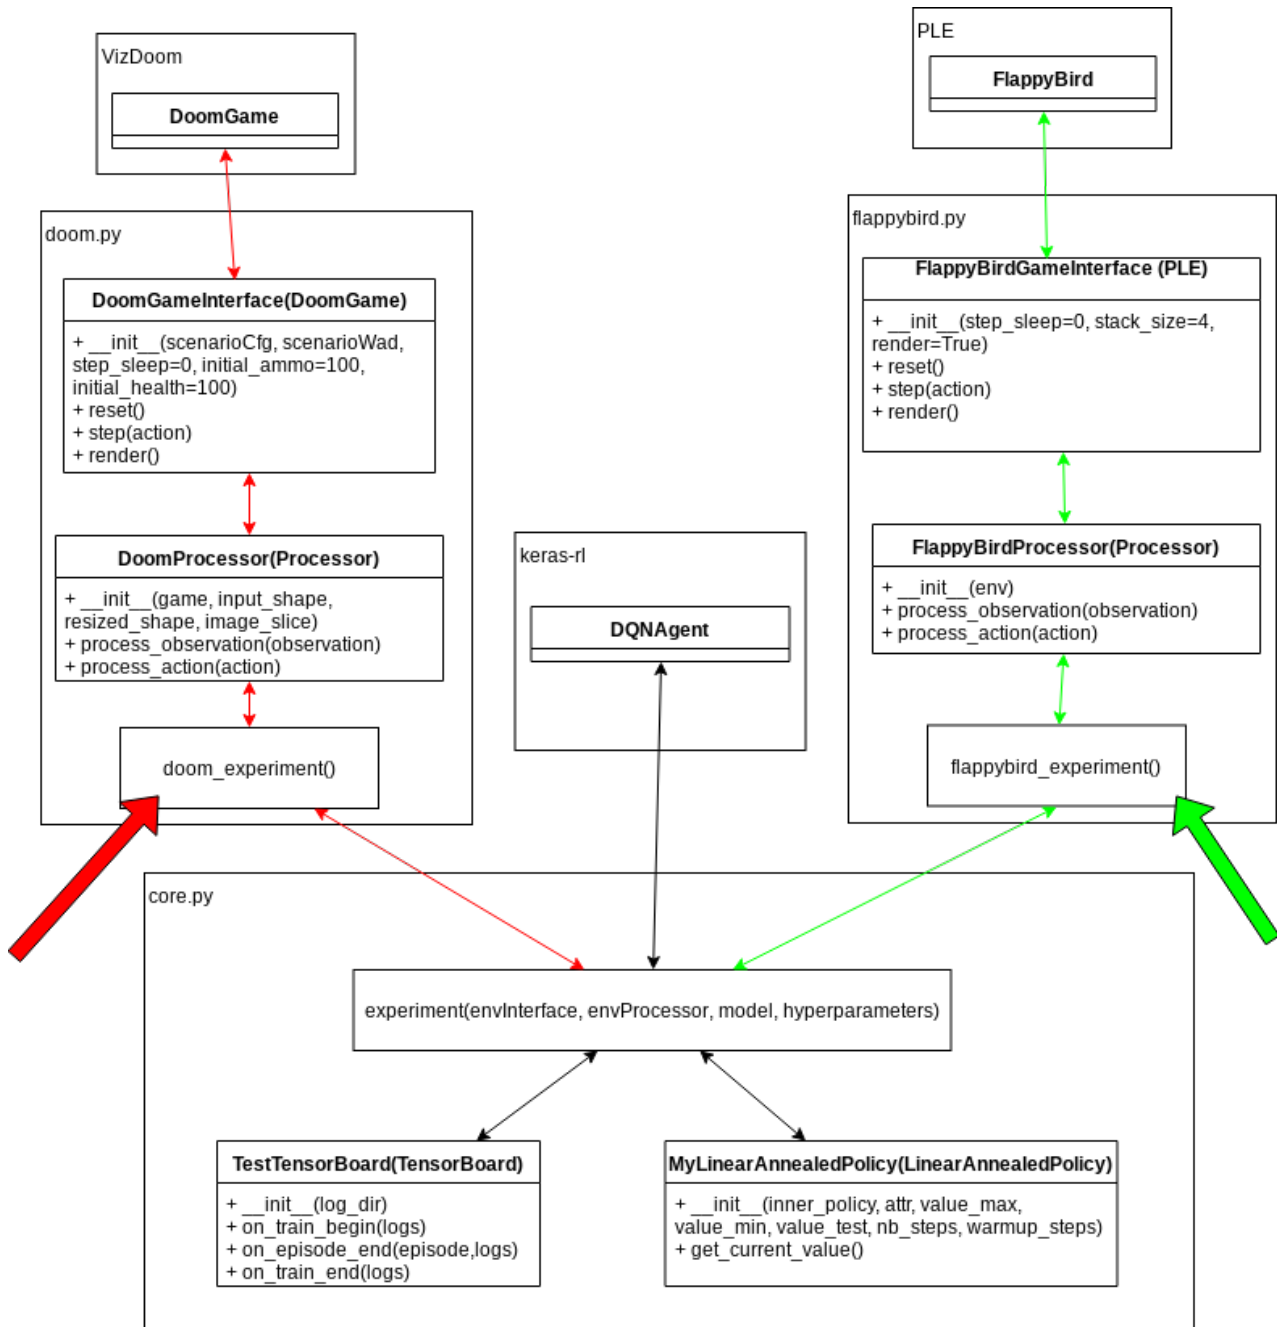 VizDoom
DoomGame
PLE
FlappyBird
doom.py
DoomGameInterface(DoomGame)
+ __init__(scenarioCfg, scenarioWad,
step_sleep=0, initial_ammo=100,
initial_health=100)
+ reset()
+ step(action)
+ render()
DoomProcessor(Processor)
+ __init__(game, input_shape,
resized_shape, image_slice)
+ process_observation(observation)
+ process_action(action)
doom_experiment()
flappybird.py
FlappyBirdGameInterface (PLE)
+ __init__(step_sleep=0, stack_size=4,
render=True)
+ reset()
+ step(action)
+ render()
FlappyBirdProcessor(Processor)
+ __init__(env)
+ process_observation(observation)
+ process_action(action)
flappybird_experiment()
keras-rl
DQNAgent
core.py
experiment(envInterface, envProcessor, model, hyperparameters)
TestTensorBoard(TensorBoard)
+ __init__(log_dir)
+ on_train_begin(logs)
+ on_episode_end(episode,logs)
+ on_train_end(logs)
MyLinearAnnealedPolicy(LinearAnnealedPolicy)
+ __init__(inner_policy, attr, value_max,
value_min, value_test, nb_steps, warmup_steps)
+ get_current_value()